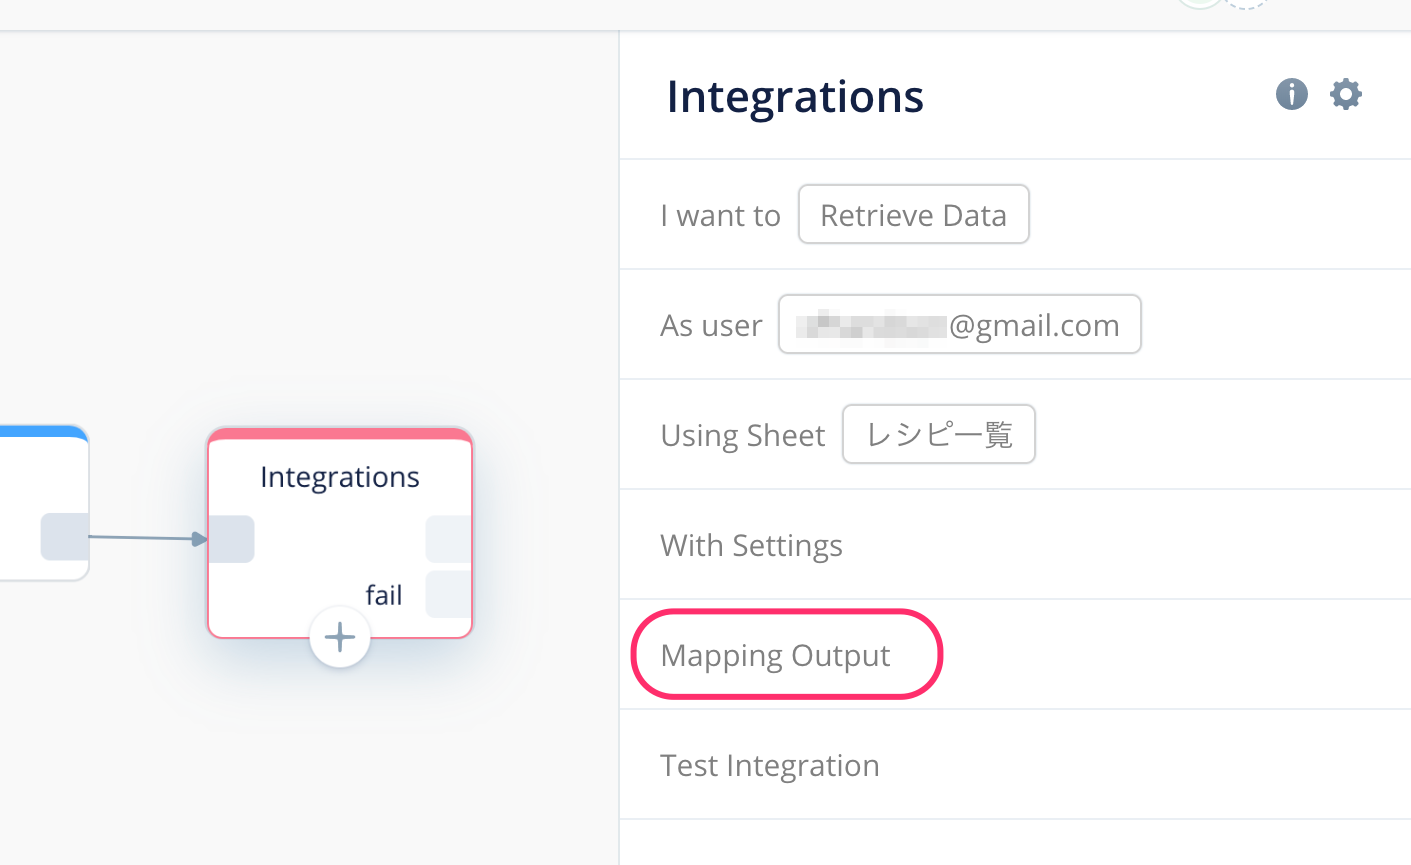 Integrations
I want to Retrieve Data
As user @gmail.com
Using Sheet レシピ一覧
With Settings
Mapping Output
Test Integration
Integrations
fail